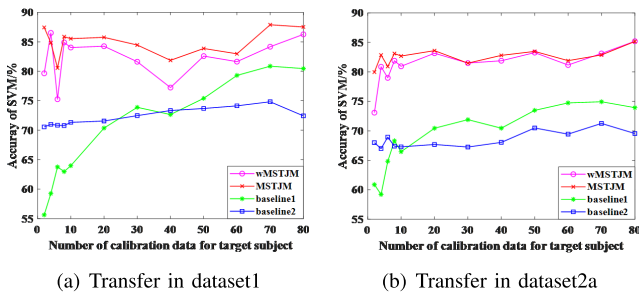 90
85
80
75
70
65
60
55
Accuray of SVM/%
wMSTJM
MSTJM
baseline1
baseline2
0 10 20 30 40 50 60 70 80
Number of calibration data for target subject
(a) Transfer in dataset1
90
85
80
75
70
65
60
55
Accuray of SVM/%
wMSTJM
MSTJM
baseline1
baseline2
0 10 20 30 40 50 60 70 80
Number of calibration data for target subject
(b) Transfer in dataset2a